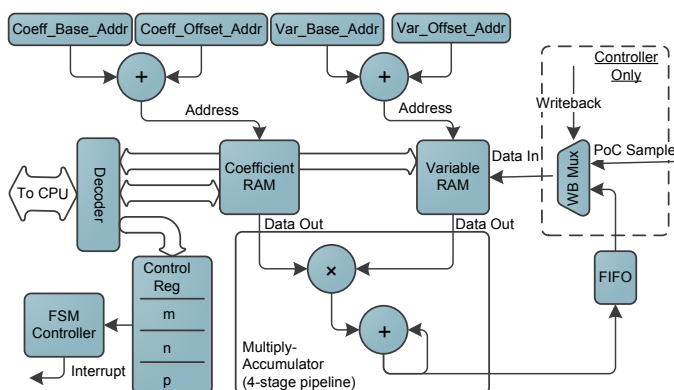 Coeff_Base_Addr
Coeff_Offset_Addr
Var_Base_Addr
Var_Offset_Addr
+
+
Controller
Only
Address
Address
Writeback
To CPU
Decoder
Coefficient
RAM
Variable
RAM
Data In
WB Mux
PoC Sample
Data Out
Data Out
Control
Reg
m
n
p
×
+
FIFO
FSM
Controller
Interrupt
Multiply-
Accumulator
(4-stage pipeline)